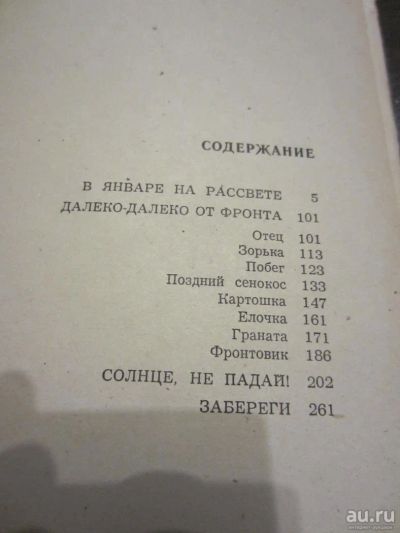 СОДЕРЖАНИЕ
В ЯНВАРЕ НА РАССВЕТЕ 5
ДАЛЕКО-ДАЛЕКО ОТ ФРОНТА 101
Отец 101
Зорька 113
Побег 123
Поздний сенокос 133
Картошка 147
Елочка 161
Граната 171
Фронтовик 186
СОЛНЦЕ, НЕ ПАДАЙ! 202
ЗАБЕРЕГИ 261
au.ru